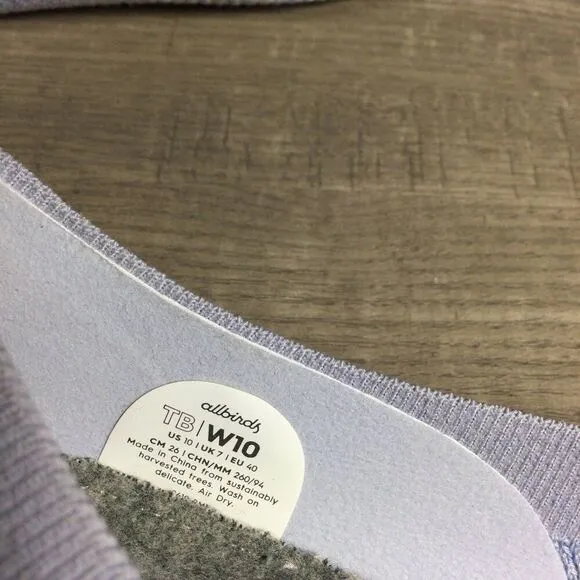 allbirds
TB | W10
US 10 | UK 7 | EU 40
CM 26 | CHN/MM 260/94
Made in China from sustainably
harvested trees. Wash on
delicate. Air Dry.